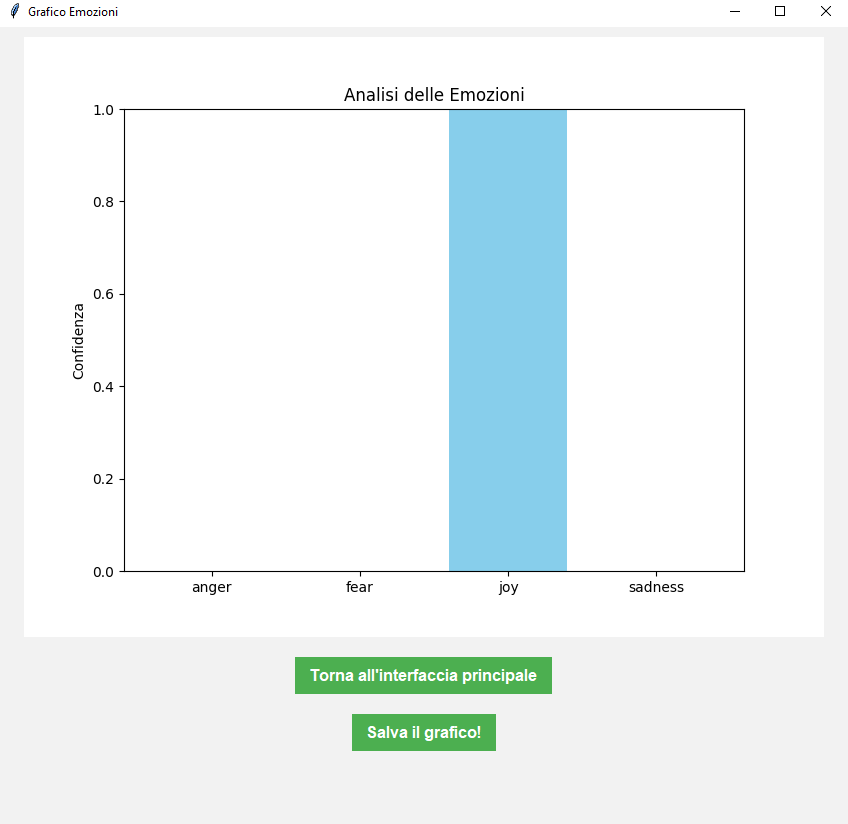 Grafico Emozioni
Analisi delle Emozioni
1.0
0.8
0.6
0.4
0.2
0.0
Confidenza
anger fear joy sadness
Torna all'interfaccia principale
Salva il grafico!